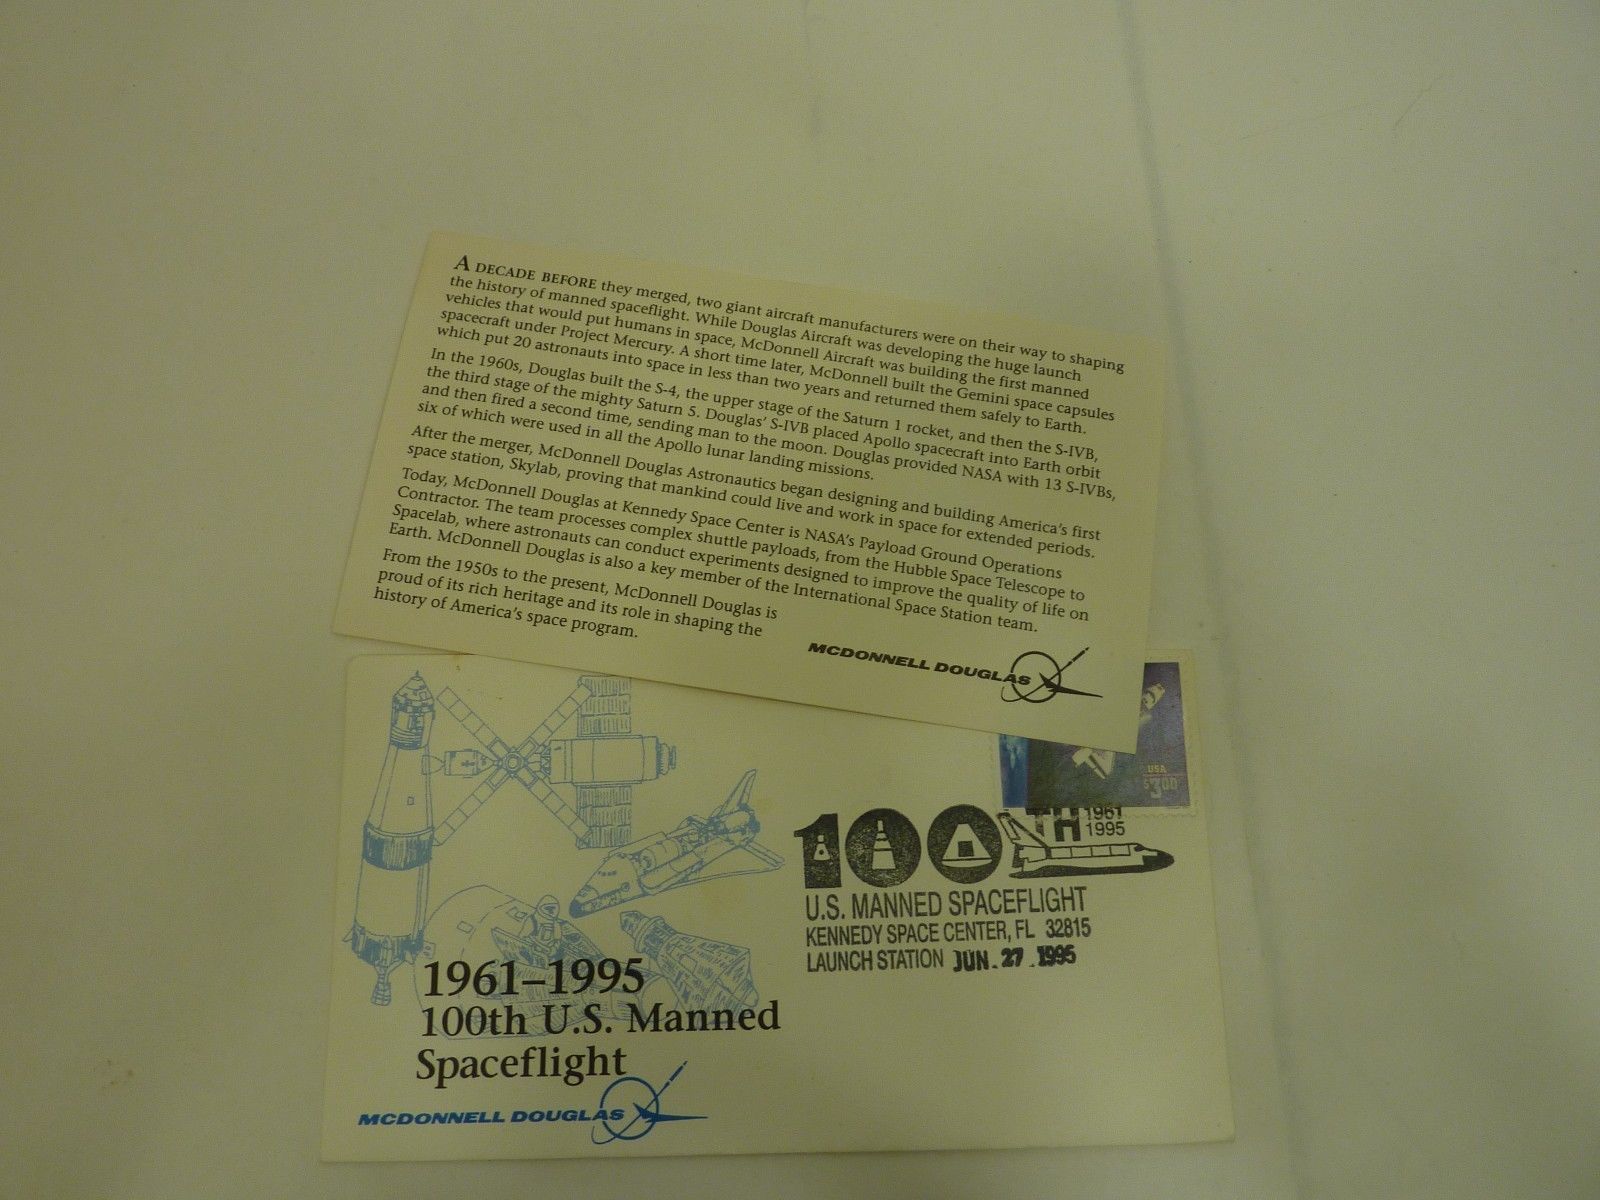 A DECADE BEFORE they merged, two giant aircraft manufacturers were on their way to shaping
the history of manned spaceflight. While Douglas Aircraft was developing the huge launch
vehicles that would put humans in space, McDonnell Aircraft was building the first manned
spacecraft under Project Mercury. A short time later, McDonnell built the Gemini space capsules
which put 20 astronauts into space in less than two years and returned them safely to Earth.
In the 1960s, Douglas built the S-4, the upper stage of the Saturn 1 rocket, and then the S-IVB,
the third stage of the mighty Saturn 5. Douglas' S-IVB placed Apollo spacecraft into Earth orbit
and then fired a second time, sending man to the moon. Douglas provided NASA with 13 S-IVBs,
six of which were used in all the Apollo lunar landing missions.
After the merger, McDonnell Douglas Astronautics began designing and building America's first
space station, Skylab, proving that mankind could live and work in space for extended periods.
Today, McDonnell Douglas at Kennedy Space Center is NASA's Payload Ground Operations
Contractor. The team processes complex shuttle payloads, from the Hubble Space Telescope to
Spacelab, where astronauts can conduct experiments designed to improve the quality of life on
Earth. McDonnell Douglas is also a key member of the International Space Station team.
From the 1950s to the present, McDonnell Douglas is
proud of its rich heritage and its role in shaping the
history of America's space program.
MCDONNELL DOUGLAS
USA
$3.00
100TH 1961
1995
U.S. MANNED SPACEFLIGHT
KENNEDY SPACE CENTER, FL 32815
LAUNCH STATION JUN. 27. 1995
1961–1995
100th U.S. Manned
Spaceflight
MCDONNELL DOUGLAS